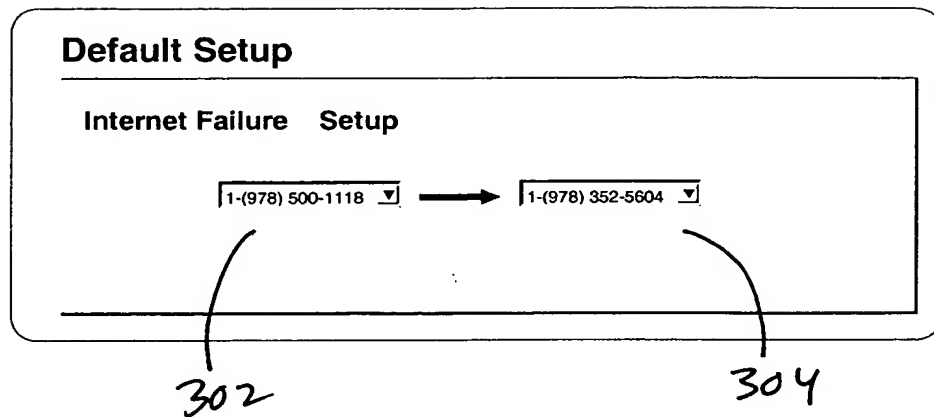 Default Setup
Internet Failure Setup
1-(978) 500-1118 1-(978) 352-5604
302 304